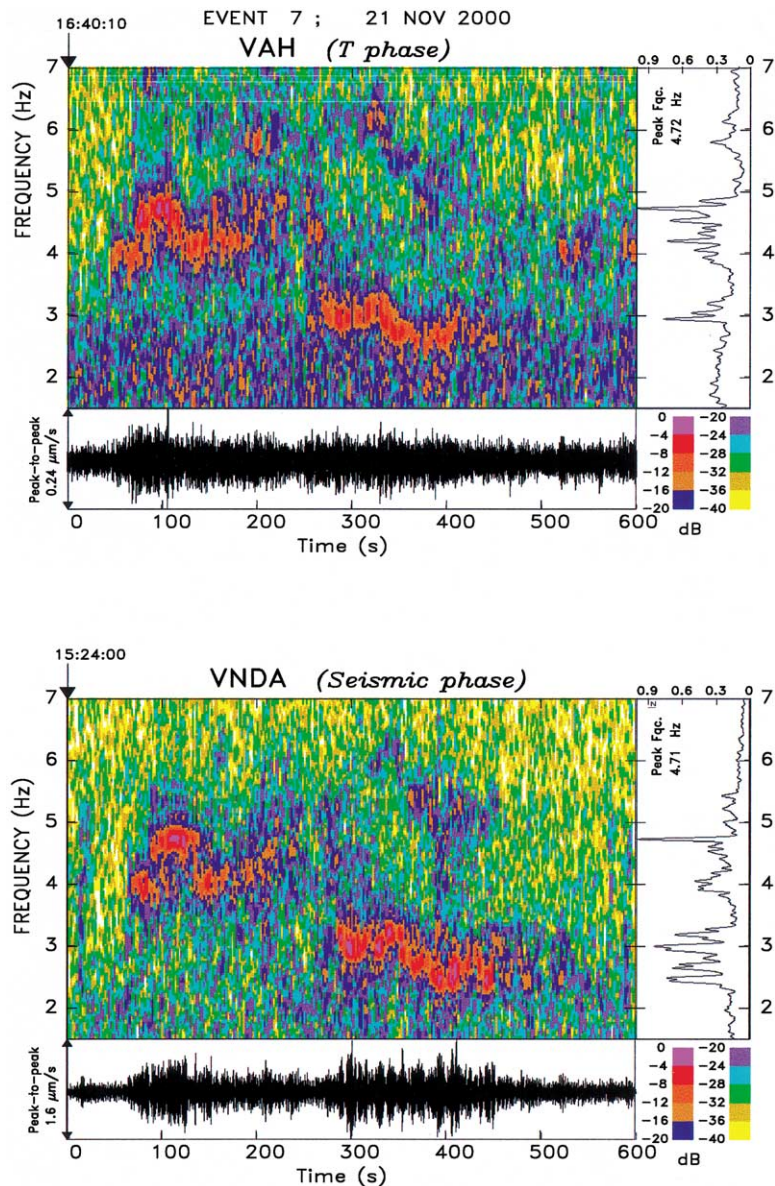 EVENT 7 ; 21 NOV 2000
16:40:10
VAH (T phase)
0.9 0.6 0.3 0
Peak Fqc.
4.72 Hz
FREQUENCY (Hz)
7
6
5
4
3
2
7
6
5
4
3
2
Peak-to-peak
0.24 μm/s
0 -20
-4 -24
-8 -28
-12 -32
-16 -36
-20 -40
dB
0 100 200 300 400 500 600
Time (s)
15:24:00
VNDA (Seismic phase)
0.9 0.6 0.3 0
Peak Fqc.
4.71 Hz
FREQUENCY (Hz)
7
6
5
4
3
2
7
6
5
4
3
2
Peak-to-peak
1.6 μm/s
0 -20
-4 -24
-8 -28
-12 -32
-16 -36
-20 -40
dB
0 100 200 300 400 500 600
Time (s)